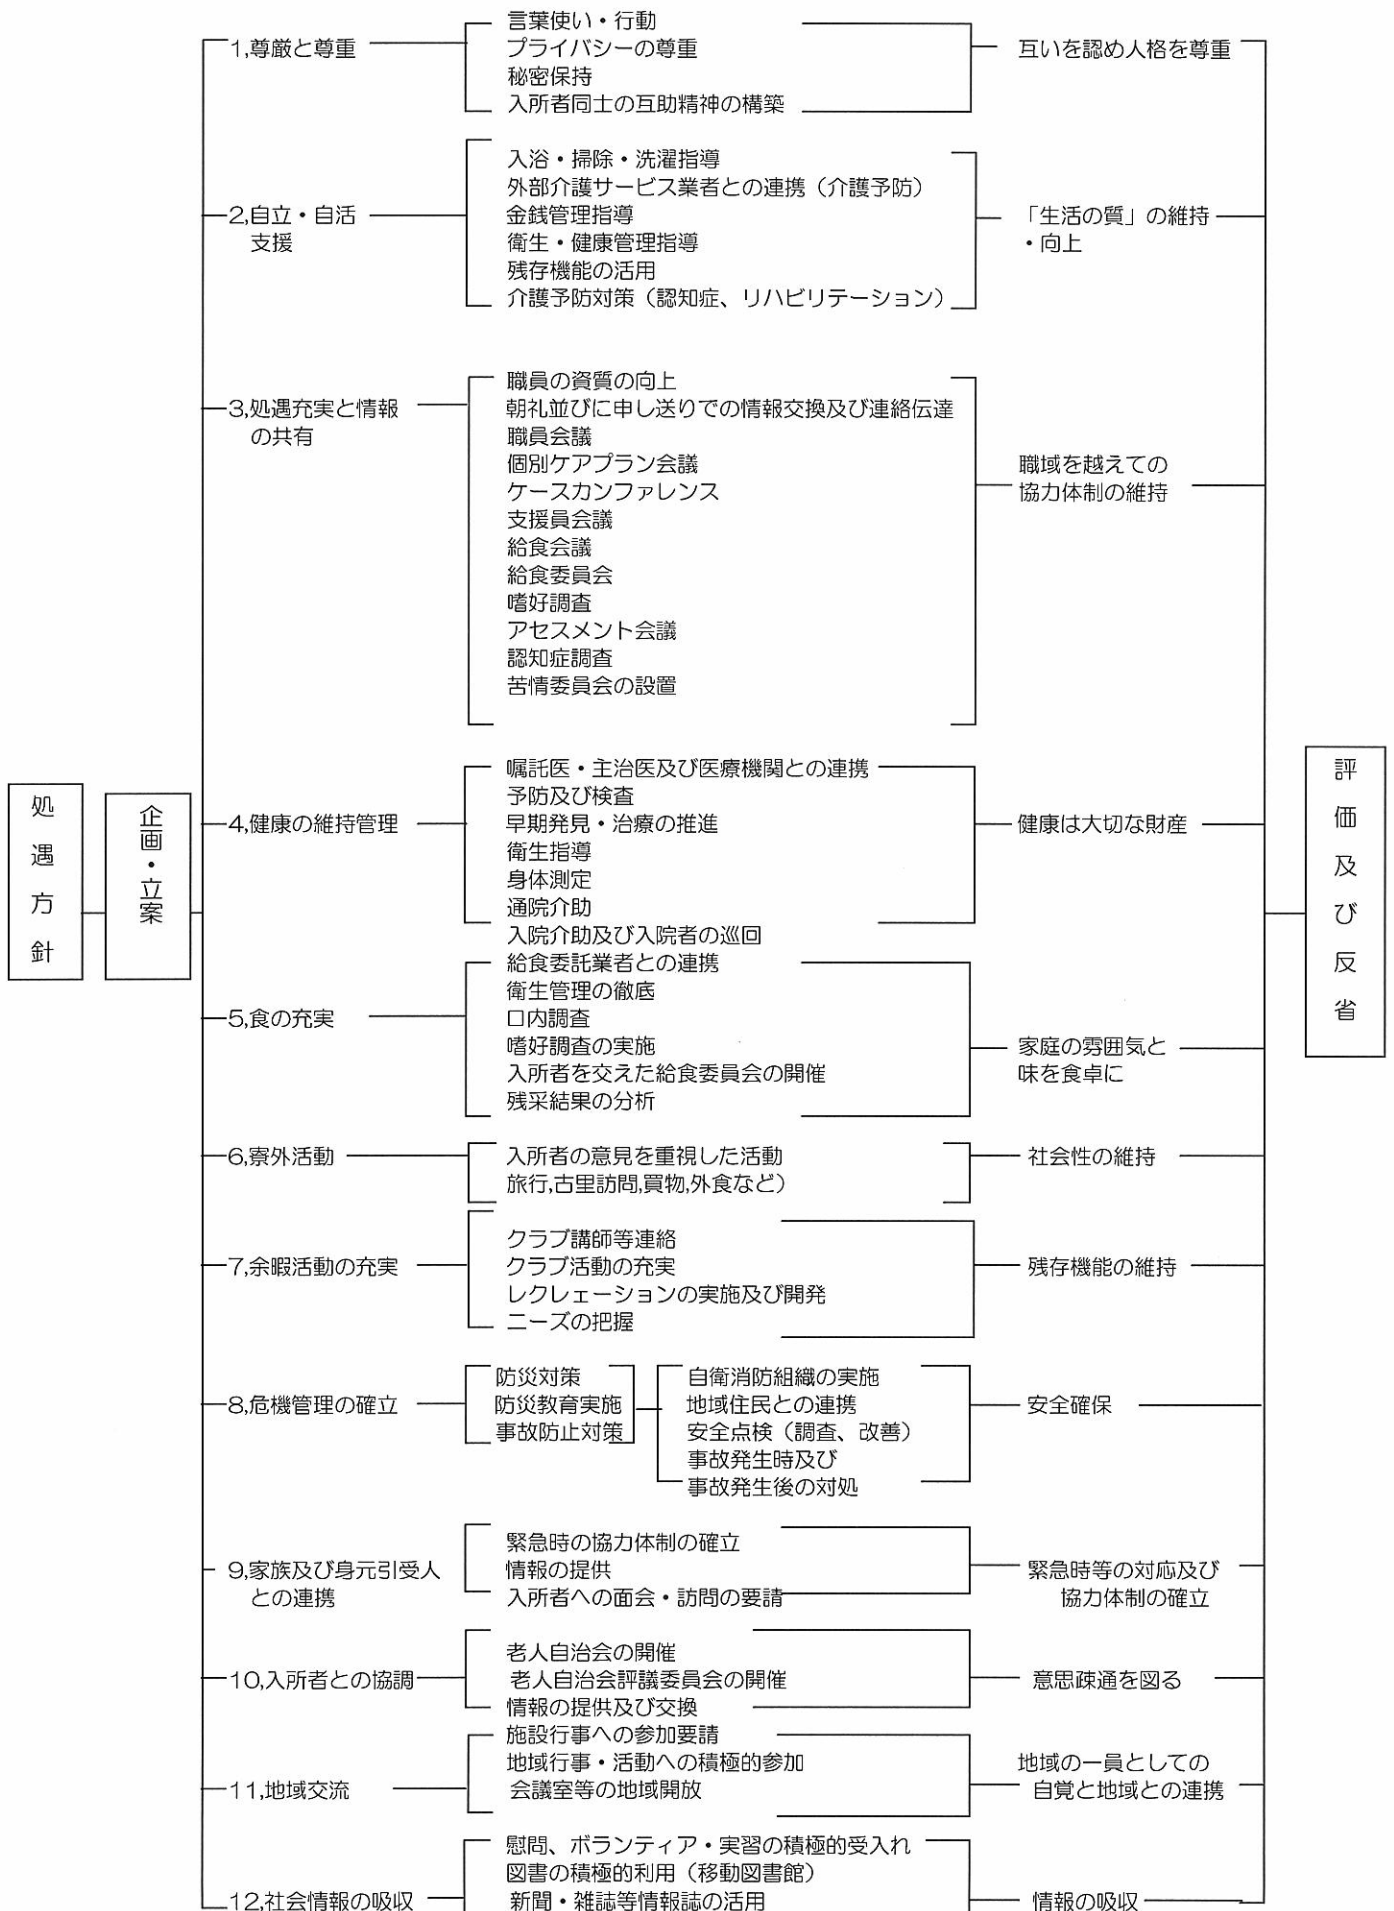 処遇方針
企画・立案
1,尊厳と尊重
言葉使い・行動
プライバシーの尊重
秘密保持
入所者同士の互助精神の構築
互いを認め人格を尊重
2,自立・自活
支援
入浴・掃除・洗濯指導
外部介護サービス業者との連携（介護予防）
金銭管理指導
衛生・健康管理指導
残存機能の活用
介護予防対策（認知症、リハビリテーション）
「生活の質」の維持
・向上
3,処遇充実と情報
の共有
職員の資質の向上
朝礼並びに申し送りでの情報交換及び連絡伝達
職員会議
個別ケアプラン会議
ケースカンファレンス
支援員会議
給食会議
給食委員会
嗜好調査
アセスメント会議
認知症調査
苦情委員会の設置
職域を越えての
協力体制の維持
4,健康の維持管理
嘱託医・主治医及び医療機関との連携
予防及び検査
早期発見・治療の推進
衛生指導
身体測定
通院介助
入院介助及び入院者の巡回
健康は大切な財産
5,食の充実
給食委託業者との連携
衛生管理の徹底
口内調査
嗜好調査の実施
入所者を交えた給食委員会の開催
残采結果の分析
家庭の雰囲気と
味を食卓に
6,寮外活動
入所者の意見を重視した活動
旅行,古里訪問,買物,外食など）
社会性の維持
7,余暇活動の充実
クラブ講師等連絡
クラブ活動の充実
レクレェーションの実施及び開発
ニーズの把握
残存機能の維持
8,危機管理の確立
防災対策
防災教育実施
事故防止対策
自衛消防組織の実施
地域住民との連携
安全点検（調査、改善）
事故発生時及び
事故発生後の対処
安全確保
9,家族及び身元引受人
との連携
緊急時の協力体制の確立
情報の提供
入所者への面会・訪問の要請
緊急時等の対応及び
協力体制の確立
10,入所者との協調
老人自治会の開催
老人自治会評議委員会の開催
情報の提供及び交換
意思疎通を図る
11,地域交流
施設行事への参加要請
地域行事・活動への積極的参加
会議室等の地域開放
地域の一員としての
自覚と地域との連携
12,社会情報の吸収
慰問、ボランティア・実習の積極的受入れ
図書の積極的利用（移動図書館）
新聞・雑誌等情報誌の活用
情報の吸収
評価及び反省